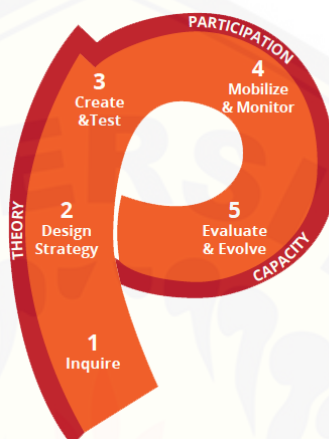 PARTICIPATION
3
Create
&Test
4
Mobilize
& Monitor
THEORY
2
Design
Strategy
5
Evaluate
& Evolve
CAPACITY
1
Inquire